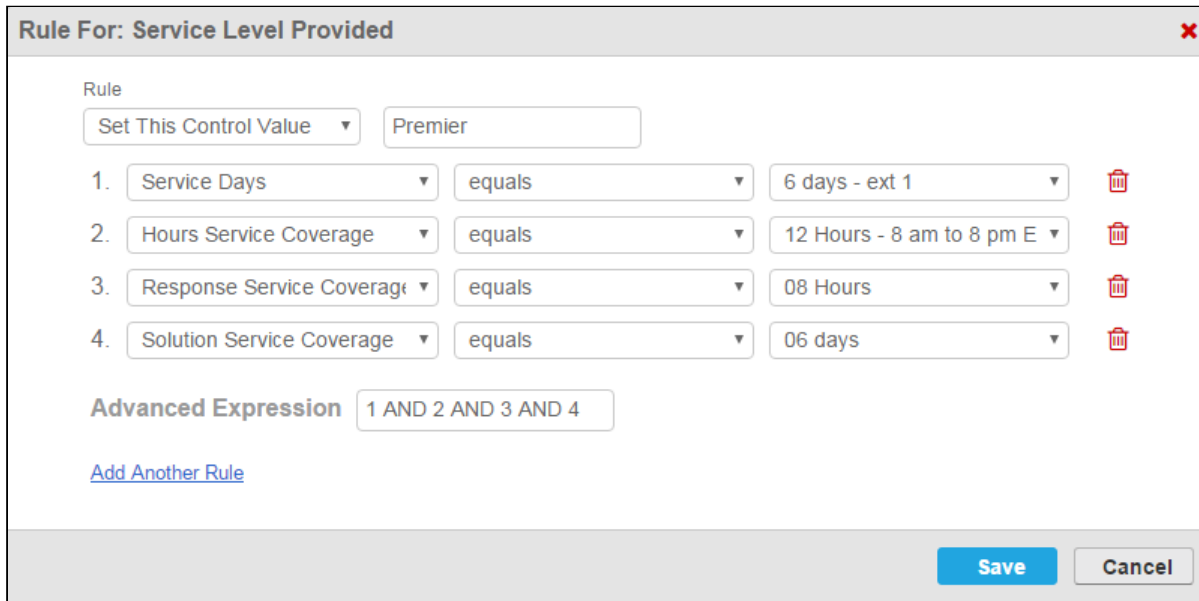 Rule For: Service Level Provided
Rule
Set This Control Value Premier
1. Service Days equals 6 days - ext 1
2. Hours Service Coverage equals 12 Hours - 8 am to 8 pm E
3. Response Service Coverage equals 08 Hours
4. Solution Service Coverage equals 06 days
Advanced Expression 1 AND 2 AND 3 AND 4
Add Another Rule
Save Cancel